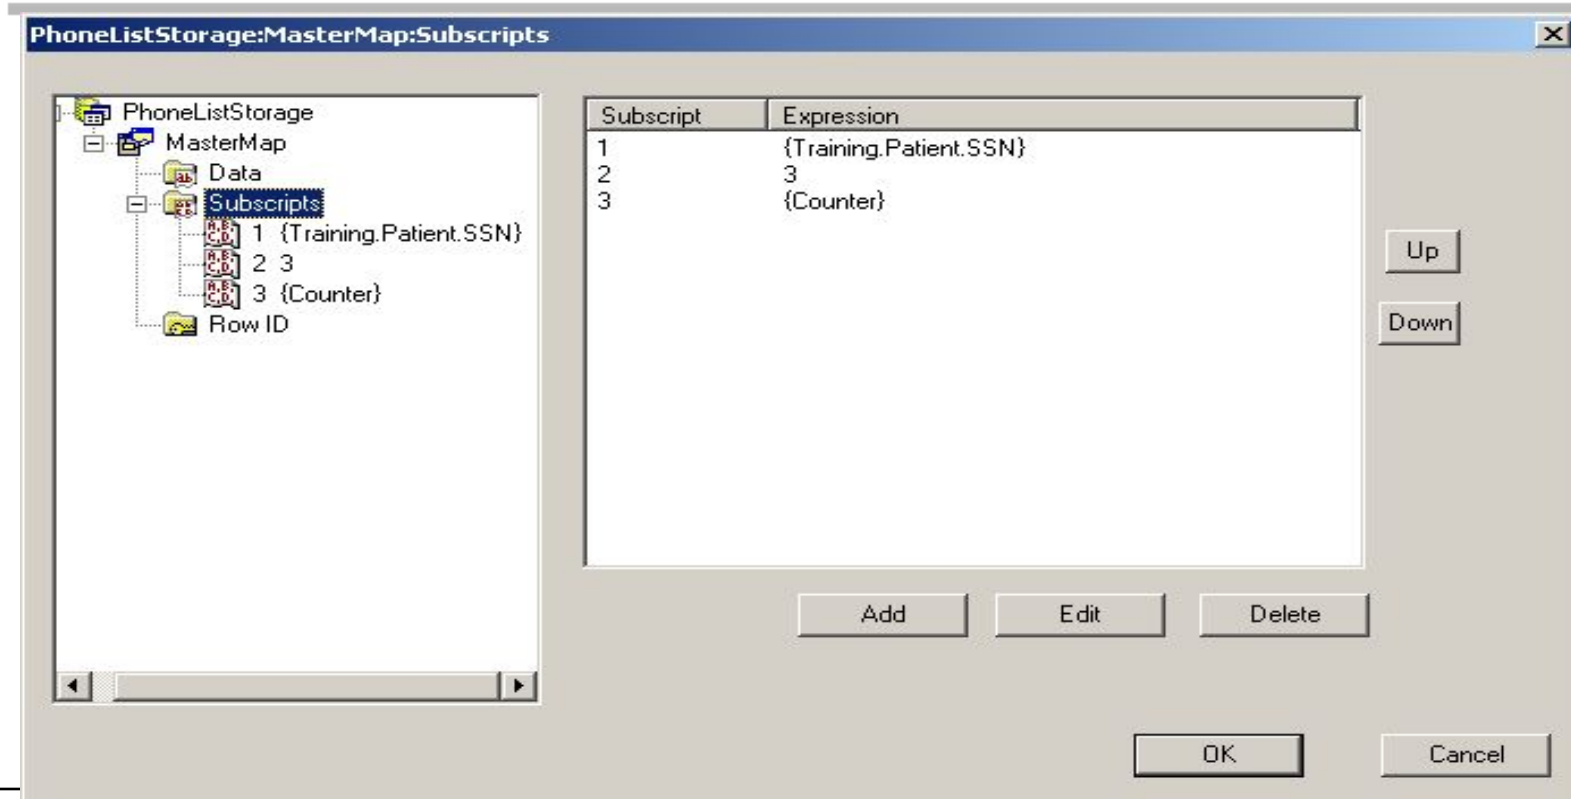 PhoneListStorage:MasterMap:Subscripts
PhoneListStorage
MasterMap
Data
Subscripts
1 {Training.Patient.SSN}
2 3
3 {Counter}
Row ID
Subscript Expression
1 {Training.Patient.SSN}
2 3
3 {Counter}
Up
Down
Add Edit Delete
OK Cancel